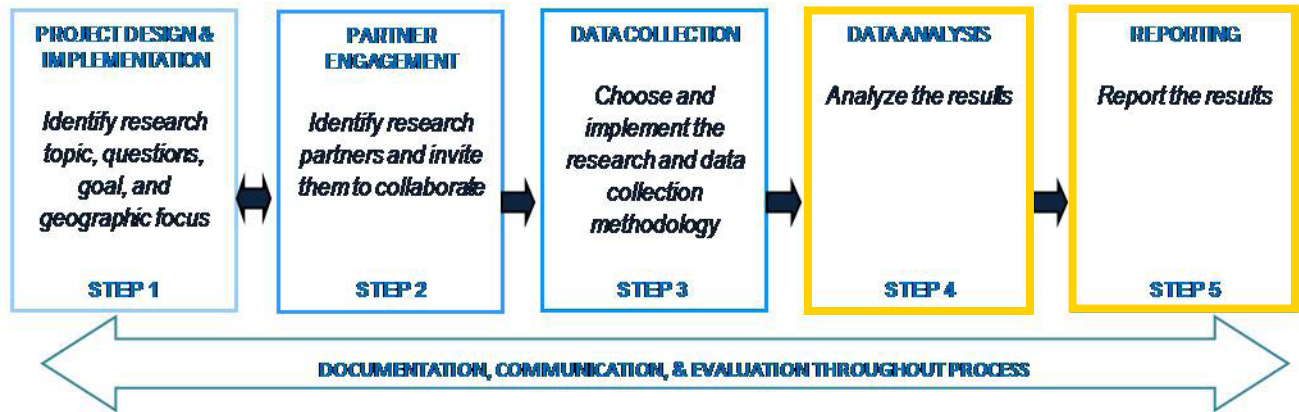 PROJECT DESIGN &
IMPLEMENTATION
Identify research
topic, questions,
goal, and
geographic focus
STEP 1
PARTNER
ENGAGEMENT
Identify research
partners and invite
them to collaborate
STEP 2
DATA COLLECTION
Choose and
implement the
research and data
collection
methodology
STEP 3
DATA ANALYSIS
Analyze the results
STEP 4
REPORTING
Report the results
STEP 5
DOCUMENTATION, COMMUNICATION, & EVALUATION THROUGHOUT PROCESS